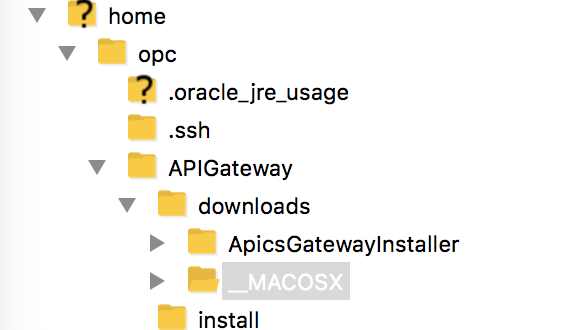 home
opc
.oracle_jre_usage
.ssh
APIGateway
downloads
ApicsGatewayInstaller
__MACOSX
install